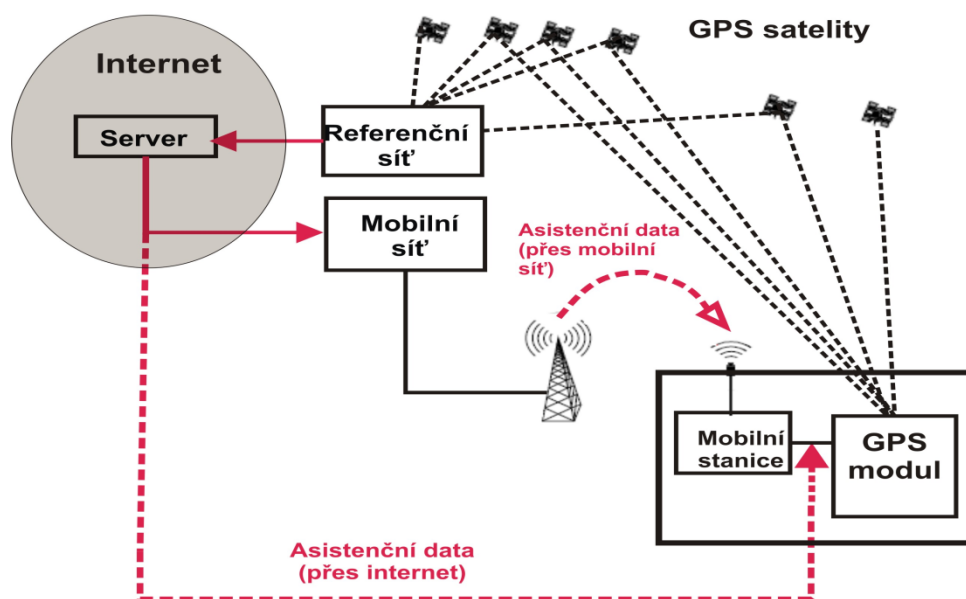 GPS satelity
Internet
Server
Referenční
síť
Mobilní
síť
Asistenční data
(přes mobilní
síť)
Mobilní
stanice
GPS
modul
Asistenční data
(přes internet)